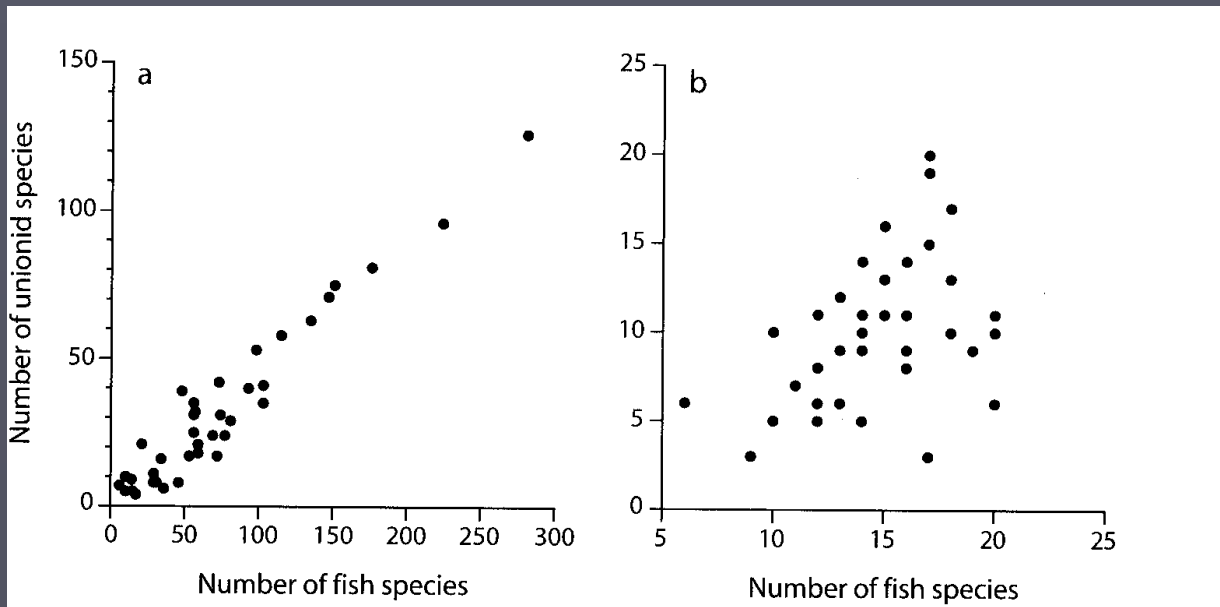 a
150
100
50
0
0 50 100 150 200 250 300
Number of unionid species
Number of fish species
b
25
20
15
10
5
0
5 10 15 20 25
Number of fish species